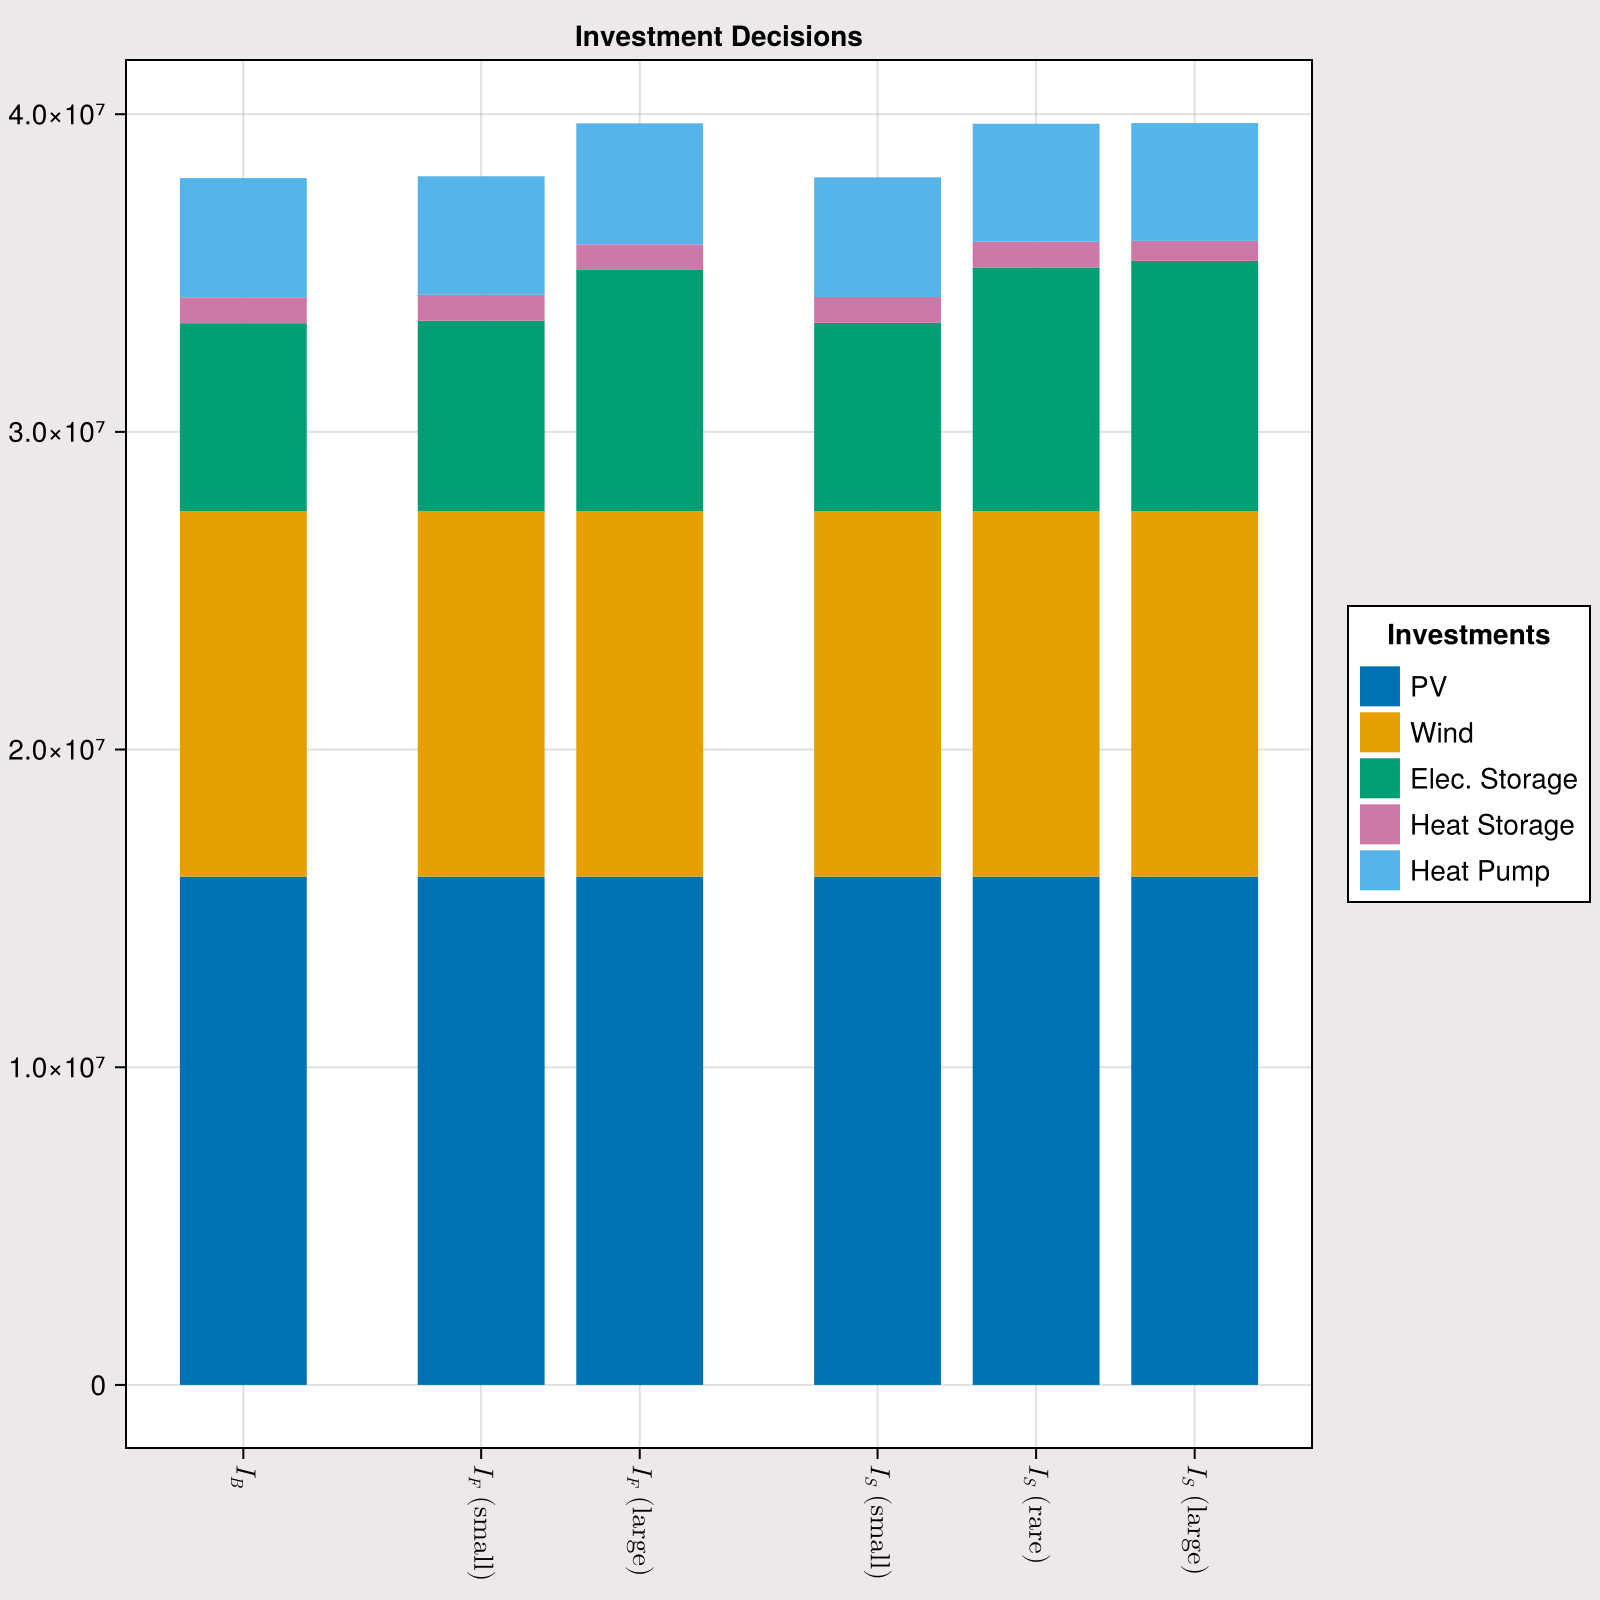 Investment Decisions
4.0×10⁷
3.0×10⁷
2.0×10⁷
1.0×10⁷
0
I_B
I_F (small)
I_F (large)
I_S (small)
I_S (rare)
I_S (large)
Investments
PV
Wind
Elec. Storage
Heat Storage
Heat Pump